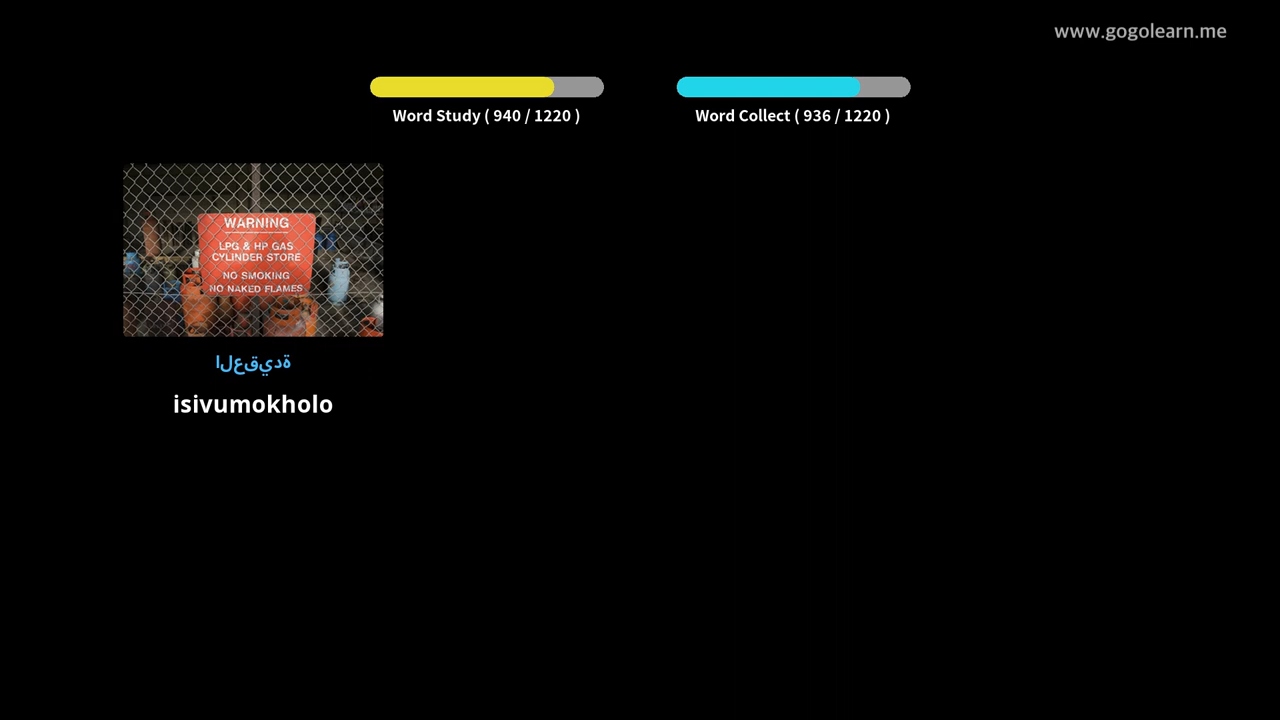 www.gogolearn.me
Word Study ( 940 / 1220 )
Word Collect ( 936 / 1220 )
WARNING
LPG & HP GAS
CYLINDER STORE
NO SMOKING
NO NAKED FLAMES
العقيدة
isivumokholo